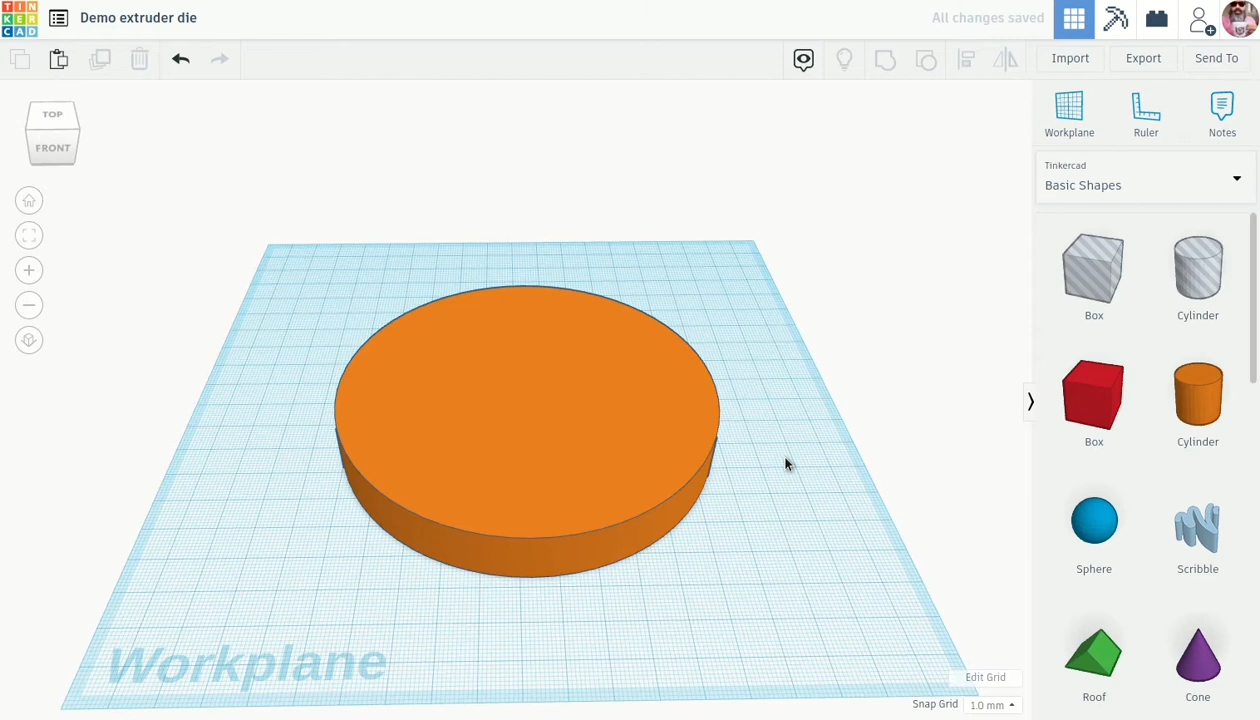 TIN
KER
CAD
Demo extruder die
All changes saved
Import
Export
Send To
TOP
FRONT
Workplane
Ruler
Notes
Tinkercad
Basic Shapes
Box
Cylinder
Box
Cylinder
Sphere
Scribble
Roof
Cone
Workplane
Edit Grid
Snap Grid
1.0 mm